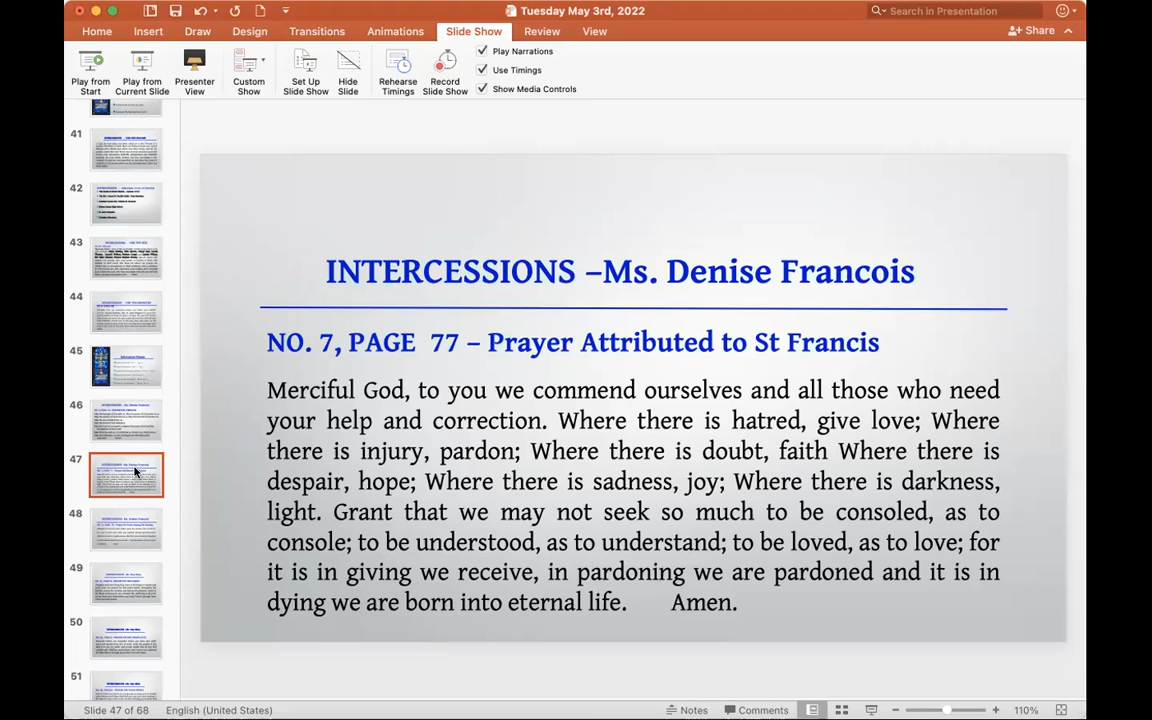 Tuesday May 3rd, 2022
Search in Presentation
Home Insert Draw Design Transitions Animations Slide Show Review View
Share
Play from Start
Play from Current Slide
Presenter View
Custom Show
Set Up Slide Show
Hide Slide
Rehearse Timings
Record Slide Show
Play Narrations
Use Timings
Show Media Controls
41
42
43
44
45
46
47
48
49
50
51
INTERCESSIONS –Ms. Denise Francois
NO. 7, PAGE 77 – Prayer Attributed to St Francis
Merciful God, to you we commend ourselves and all those who need
your help and correction. Where there is hatred, give love; Where
there is injury, pardon; Where there is doubt, faith Where there is
despair, hope; Where there is sadness, joy; Where there is darkness,
light. Grant that we may not seek so much to be consoled, as to
console; to be understood, as to understand; to be loved, as to love; for
it is in giving we receive, in pardoning we are pardoned and it is in
dying we are born into eternal life. Amen.
Slide 47 of 68 English (United States) Notes Comments 110%